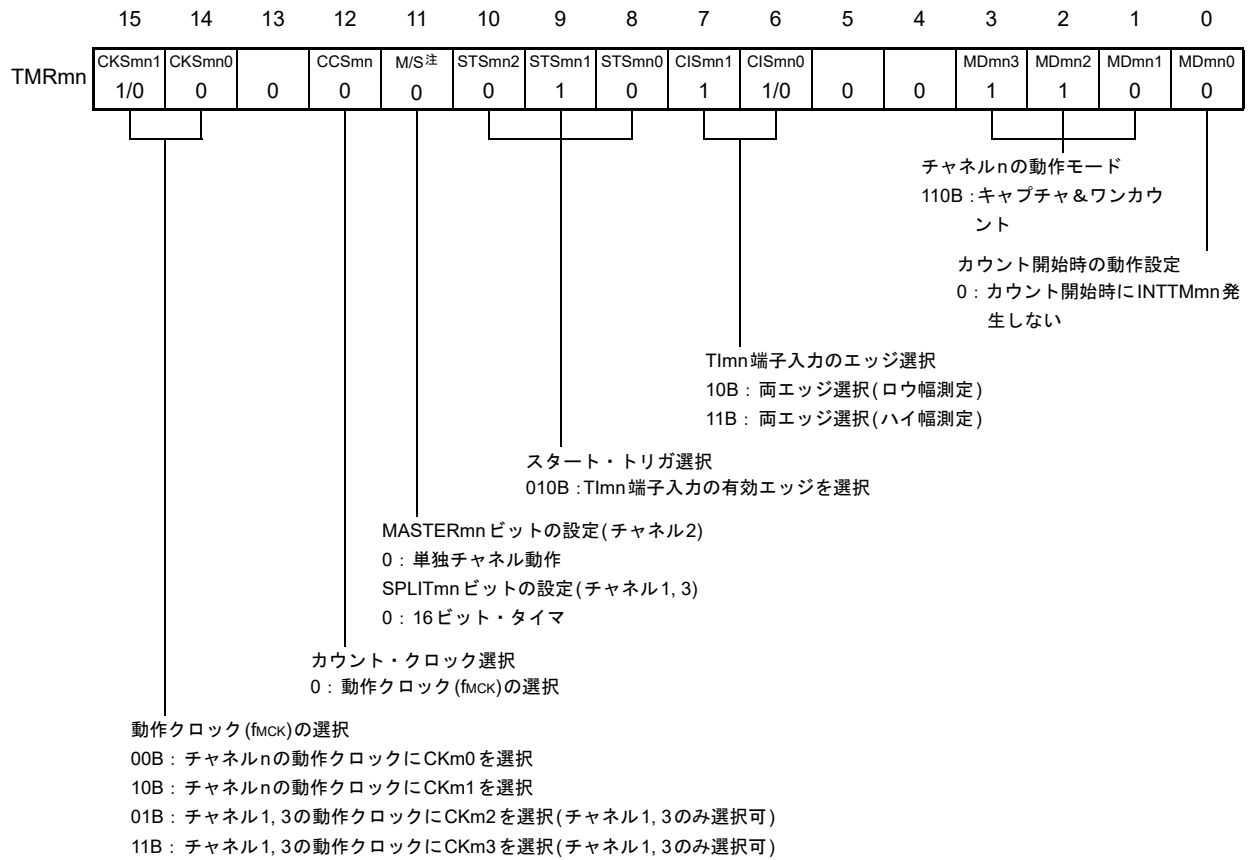 15 14 13 12 11 10 9 8 7 6 5 4 3 2 1 0
TMRmn
CKSmn1 CKSmn0 CCSmn M/S注 STSmn2 STSmn1 STSmn0 CISmn1 CISmn0 MDmn3 MDmn2 MDmn1 MDmn0
1/0 0 0 0 0 0 1 0 1 1/0 0 0 1 1 0 0
チャネルnの動作モード
110B：キャプチャ＆ワンカウ
ント
カウント開始時の動作設定
0：カウント開始時にINTTMmn発
生しない
TImn端子入力のエッジ選択
10B：両エッジ選択(ロウ幅測定)
11B：両エッジ選択(ハイ幅測定)
スタート・トリガ選択
010B：TImn端子入力の有効エッジを選択
MASTERmnビットの設定(チャネル2)
0：単独チャネル動作
SPLITmnビットの設定(チャネル1, 3)
0：16ビット・タイマ
カウント・クロック選択
0：動作クロック(fMCK)の選択
動作クロック(fMCK)の選択
00B：チャネルnの動作クロックにCKm0を選択
10B：チャネルnの動作クロックにCKm1を選択
01B：チャネル1, 3の動作クロックにCKm2を選択(チャネル1, 3のみ選択可)
11B：チャネル1, 3の動作クロックにCKm3を選択(チャネル1, 3のみ選択可)